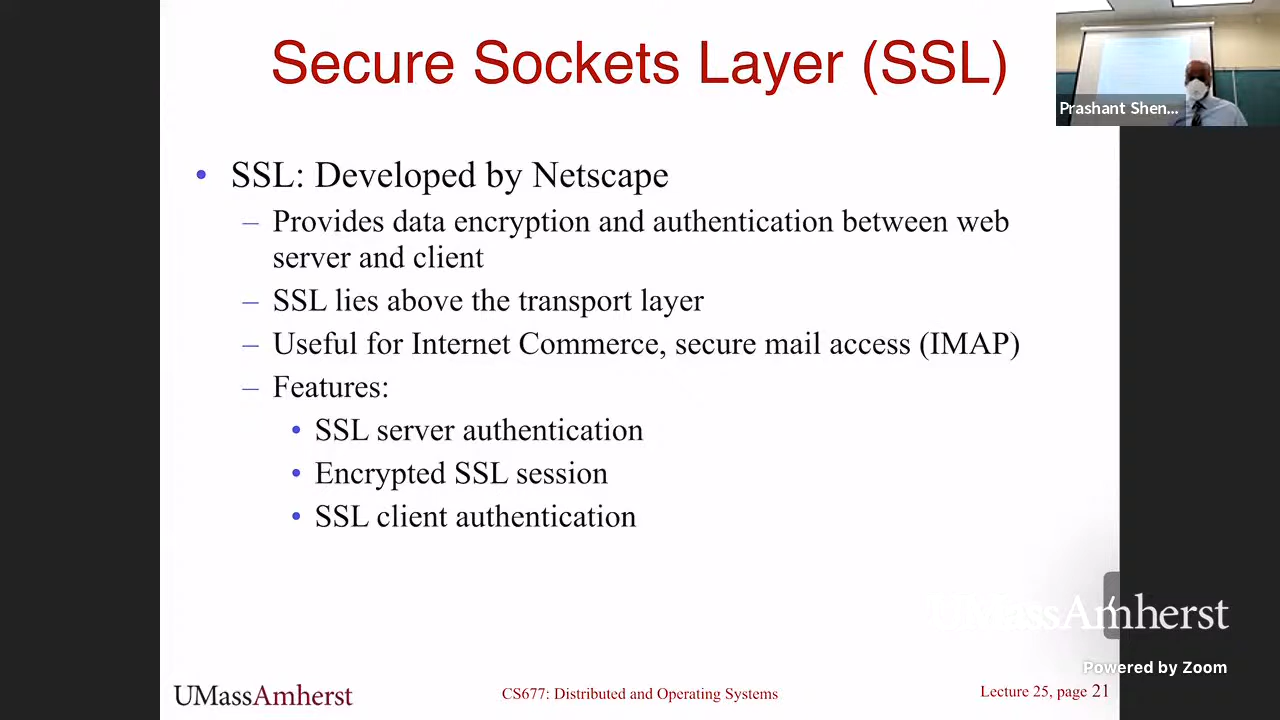 Secure Sockets Layer (SSL)
Prashant Shen...
• SSL: Developed by Netscape
– Provides data encryption and authentication between web
server and client
– SSL lies above the transport layer
– Useful for Internet Commerce, secure mail access (IMAP)
– Features:
• SSL server authentication
• Encrypted SSL session
• SSL client authentication
UMassAmherst
Powered by Zoom
UMassAmherst
CS677: Distributed and Operating Systems
Lecture 25, page 21